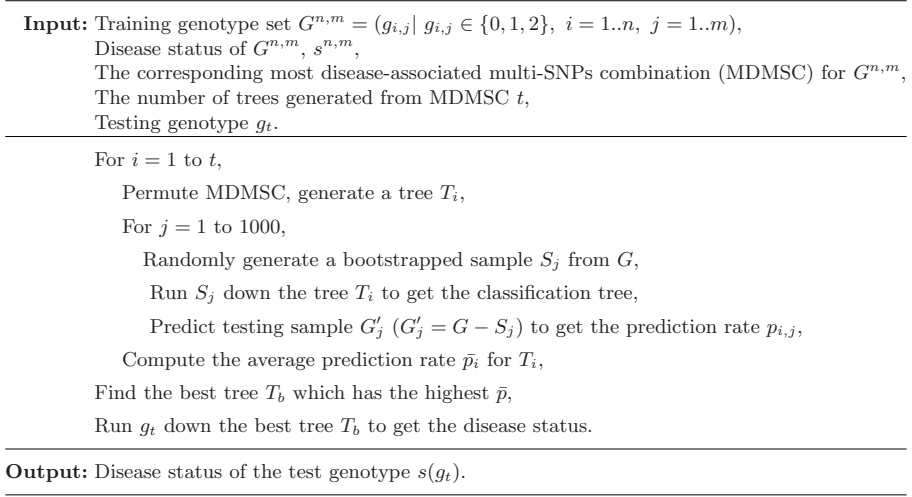 Input: Training genotype set G^{n,m} = (g_{i,j}| g_{i,j} ∈ {0,1,2}, i = 1..n, j = 1..m),
Disease status of G^{n,m}, s^{n,m},
The corresponding most disease-associated multi-SNPs combination (MDMSC) for G^{n,m},
The number of trees generated from MDMSC t,
Testing genotype g_t.
For i = 1 to t,
Permute MDMSC, generate a tree T_i,
For j = 1 to 1000,
Randomly generate a bootstrapped sample S_j from G,
Run S_j down the tree T_i to get the classification tree,
Predict testing sample G′_j (G′_j = G − S_j) to get the prediction rate p_{i,j},
Compute the average prediction rate p̄_i for T_i,
Find the best tree T_b which has the highest p̄,
Run g_t down the best tree T_b to get the disease status.
Output: Disease status of the test genotype s(g_t).